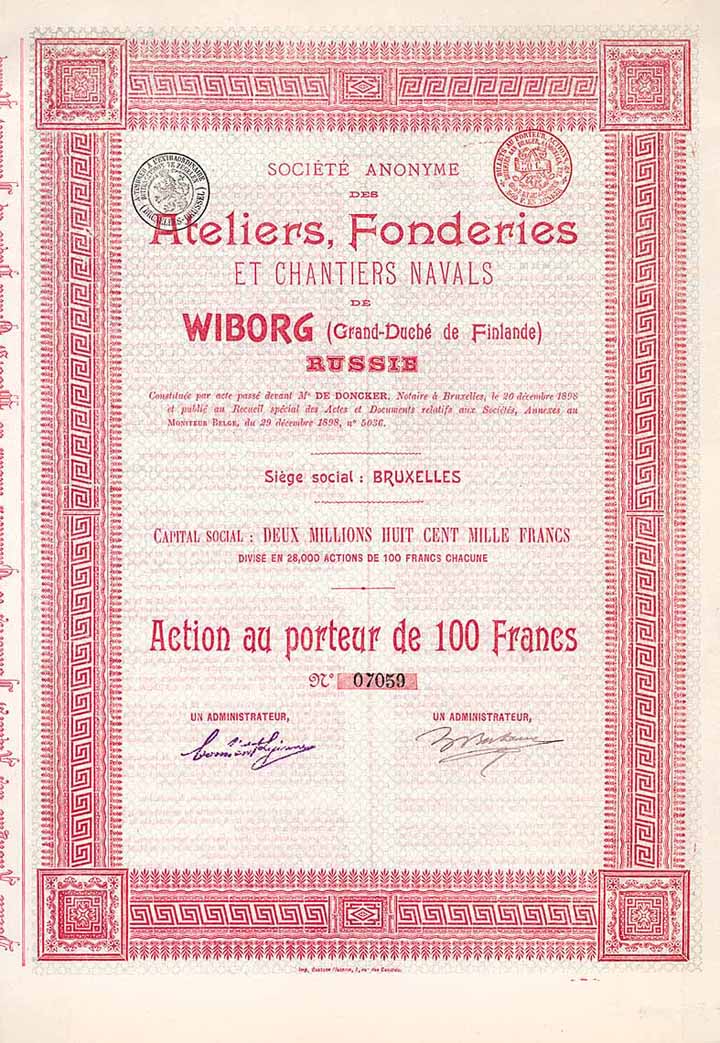 SOCIÉTÉ ANONYME
DES
Ateliers, Fonderies
ET CHANTIERS NAVALS
DE
WIBORG (Grand-Duché de Finlande)
RUSSIE
Constituée par acte passé devant Me DE DONCKER, Notaire à Bruxelles, le 20 décembre 1898
et publié au Recueil spécial des Actes et Documents relatifs aux Sociétés, Annexes au
MONITEUR BELGE, du 29 décembre 1898, no 5036.
Siège social : BRUXELLES
CAPITAL SOCIAL : DEUX MILLIONS HUIT CENT MILLE FRANCS
DIVISÉ EN 28,000 ACTIONS DE 100 FRANCS CHACUNE
Action au porteur de 100 Francs
No 07059
UN ADMINISTRATEUR, UN ADMINISTRATEUR,